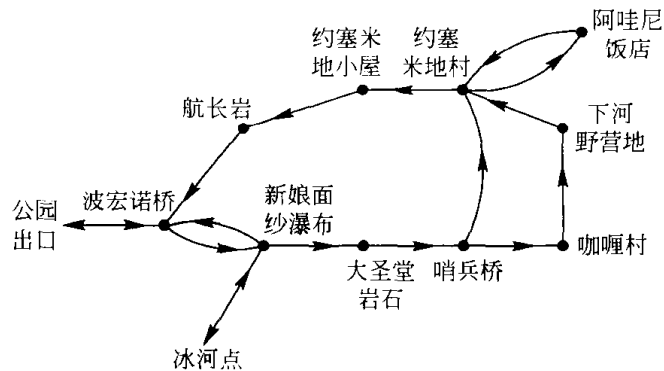 阿哇尼
饭店
约塞米
地小屋
约塞
米地村
航长岩
下河
野营地
公园
出口
波宏诺桥
新娘面
纱瀑布
大圣堂
岩石
哨兵桥
咖喱村
冰河点